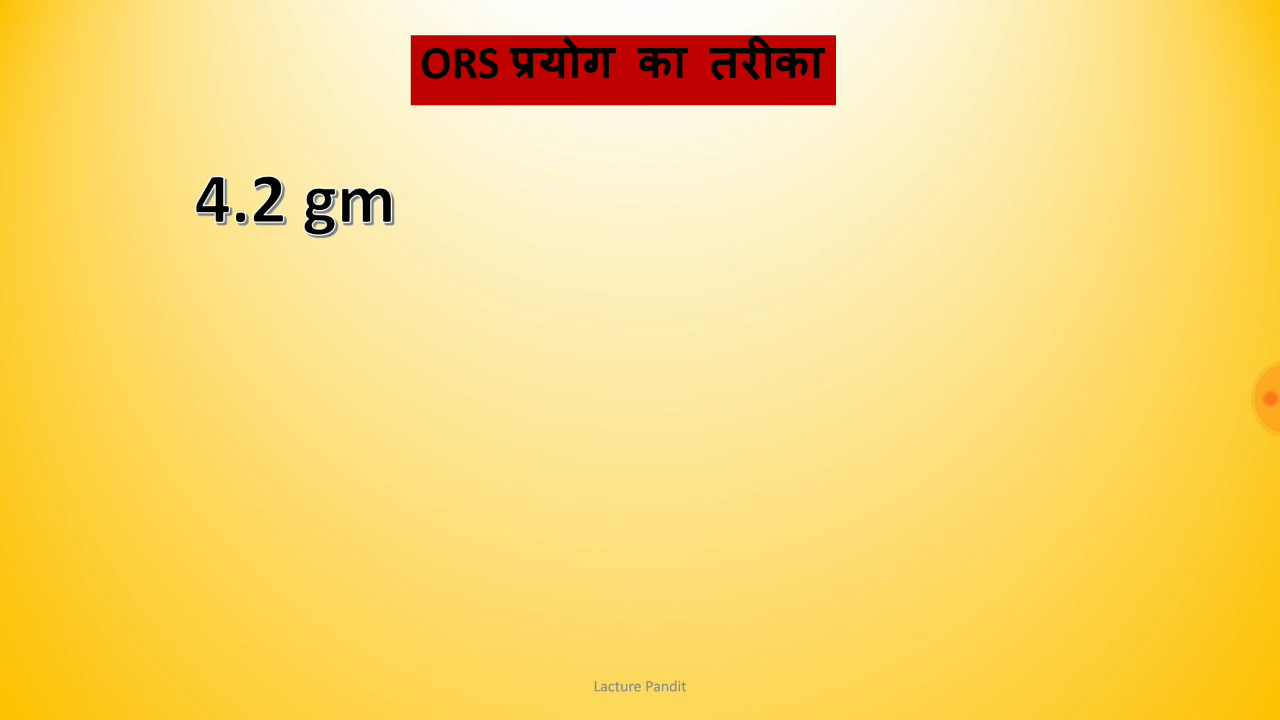 ORS प्रयोग का तरीका
4.2 gm
Lacture Pandit